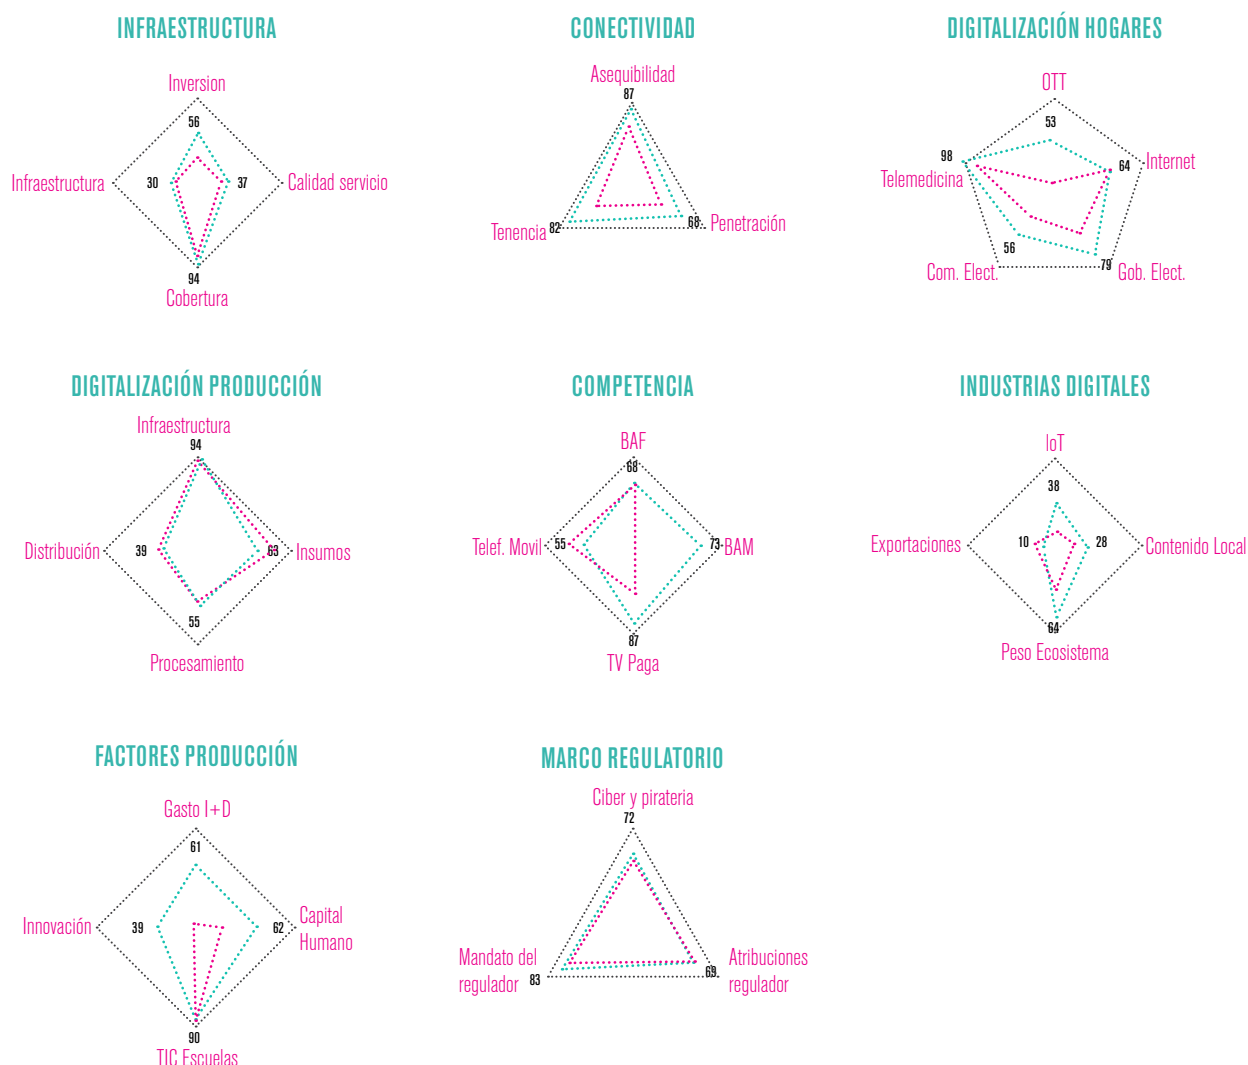 INFRAESTRUCTURA
Inversion
56
Infraestructura
30
37
Calidad servicio
94
Cobertura
CONECTIVIDAD
Asequibilidad
87
Tenencia
82
68
Penetración
DIGITALIZACIÓN HOGARES
OTT
53
98
Telemedicina
64
Internet
56
Com. Elect.
79
Gob. Elect.
DIGITALIZACIÓN PRODUCCIÓN
Infraestructura
94
Distribución
39
63
Insumos
55
Procesamiento
COMPETENCIA
BAF
68
Telef. Movil
55
73
BAM
87
TV Paga
INDUSTRIAS DIGITALES
IoT
38
Exportaciones
10
28
Contenido Local
64
Peso Ecosistema
FACTORES PRODUCCIÓN
Gasto I+D
61
Innovación
39
62
Capital
Humano
90
TIC Escuelas
MARCO REGULATORIO
Ciber y pirateria
72
Mandato del
regulador
83
69
Atribuciones
regulador